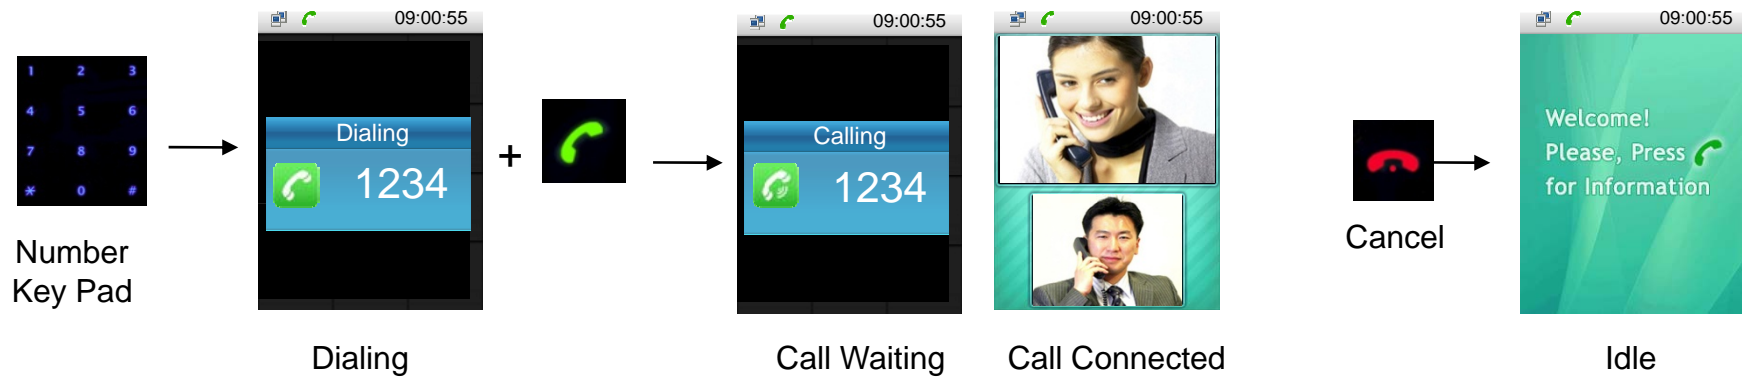 1 2 3
4 5 6
7 8 9
* 0 #
Number
Key Pad
09:00:55
Dialing
1234
Dialing
+
09:00:55
Calling
1234
Call Waiting
09:00:55
Call Connected
Cancel
09:00:55
Welcome!
Please, Press
for Information
Idle